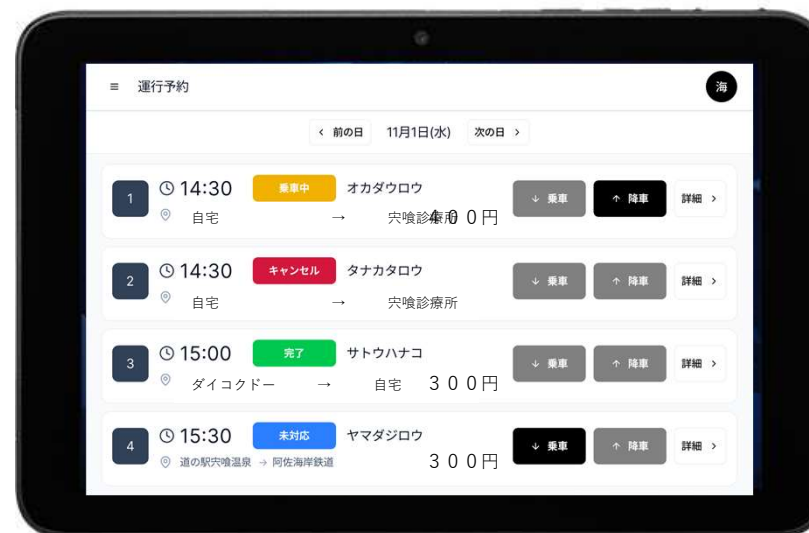 ≡ 運行予約 海
< 前の日 11月1日(水) 次の日 >
1 14:30 乗車中 オカダウロウ ↓ 乗車 ↑ 降車 詳細 >
自宅 → 宍喰診療所 400円
2 14:30 キャンセル タナカタロウ ↓ 乗車 ↑ 降車 詳細 >
自宅 → 宍喰診療所
3 15:00 完了 サトウハナコ ↓ 乗車 ↑ 降車 詳細 >
ダイコクドー → 自宅 300円
4 15:30 未対応 ヤマダジロウ ↓ 乗車 ↑ 降車 詳細 >
道の駅宍喰温泉 → 阿佐海岸鉄道 300円